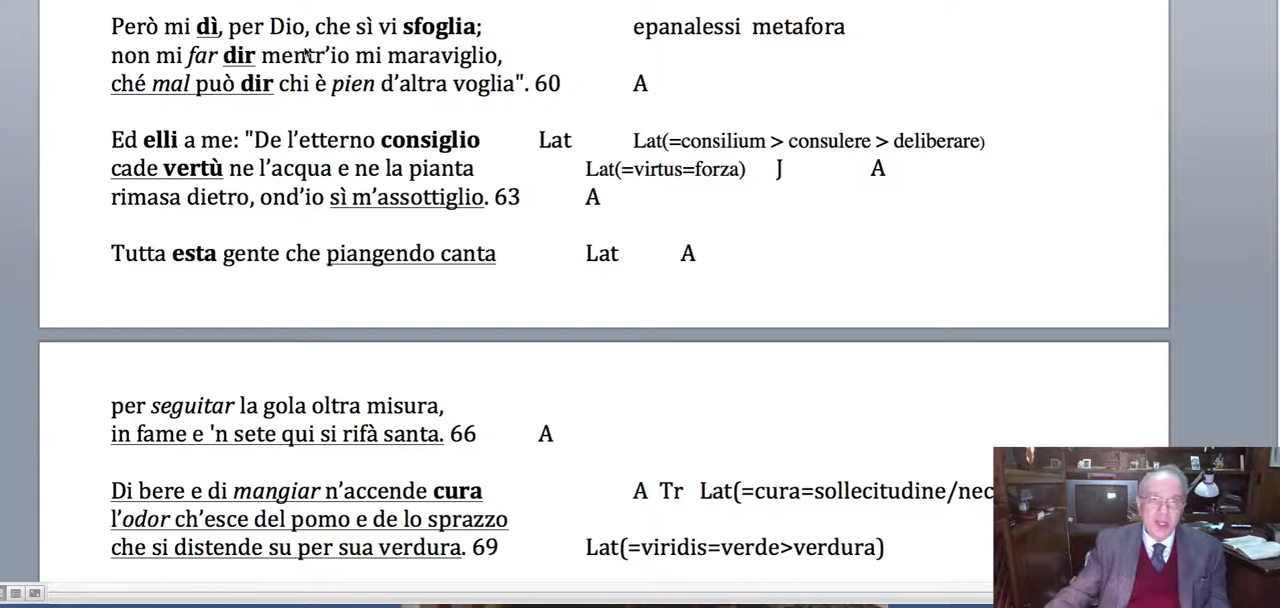 Però mi dì, per Dio, che sì vi sfoglia; epanalessi metafora
non mi far dir mentr'io mi maraviglio,
ché mal può dir chi è pien d'altra voglia". 60 A
Ed elli a me: "De l'etterno consiglio Lat Lat(=consilium > consulere > deliberare)
cade vertù ne l'acqua e ne la pianta Lat(=virtus=forza) J A
rimasa dietro, ond'io sì m'assottiglio. 63 A
Tutta esta gente che piangendo canta Lat A
per seguitar la gola oltra misura,
in fame e 'n sete qui si rifà santa. 66 A
Di bere e di mangiar n'accende cura A Tr Lat(=cura=sollecitudine/nec
l'odor ch'esce del pomo e de lo sprazzo
che si distende su per sua verdura. 69 Lat(=viridis=verde>verdura)